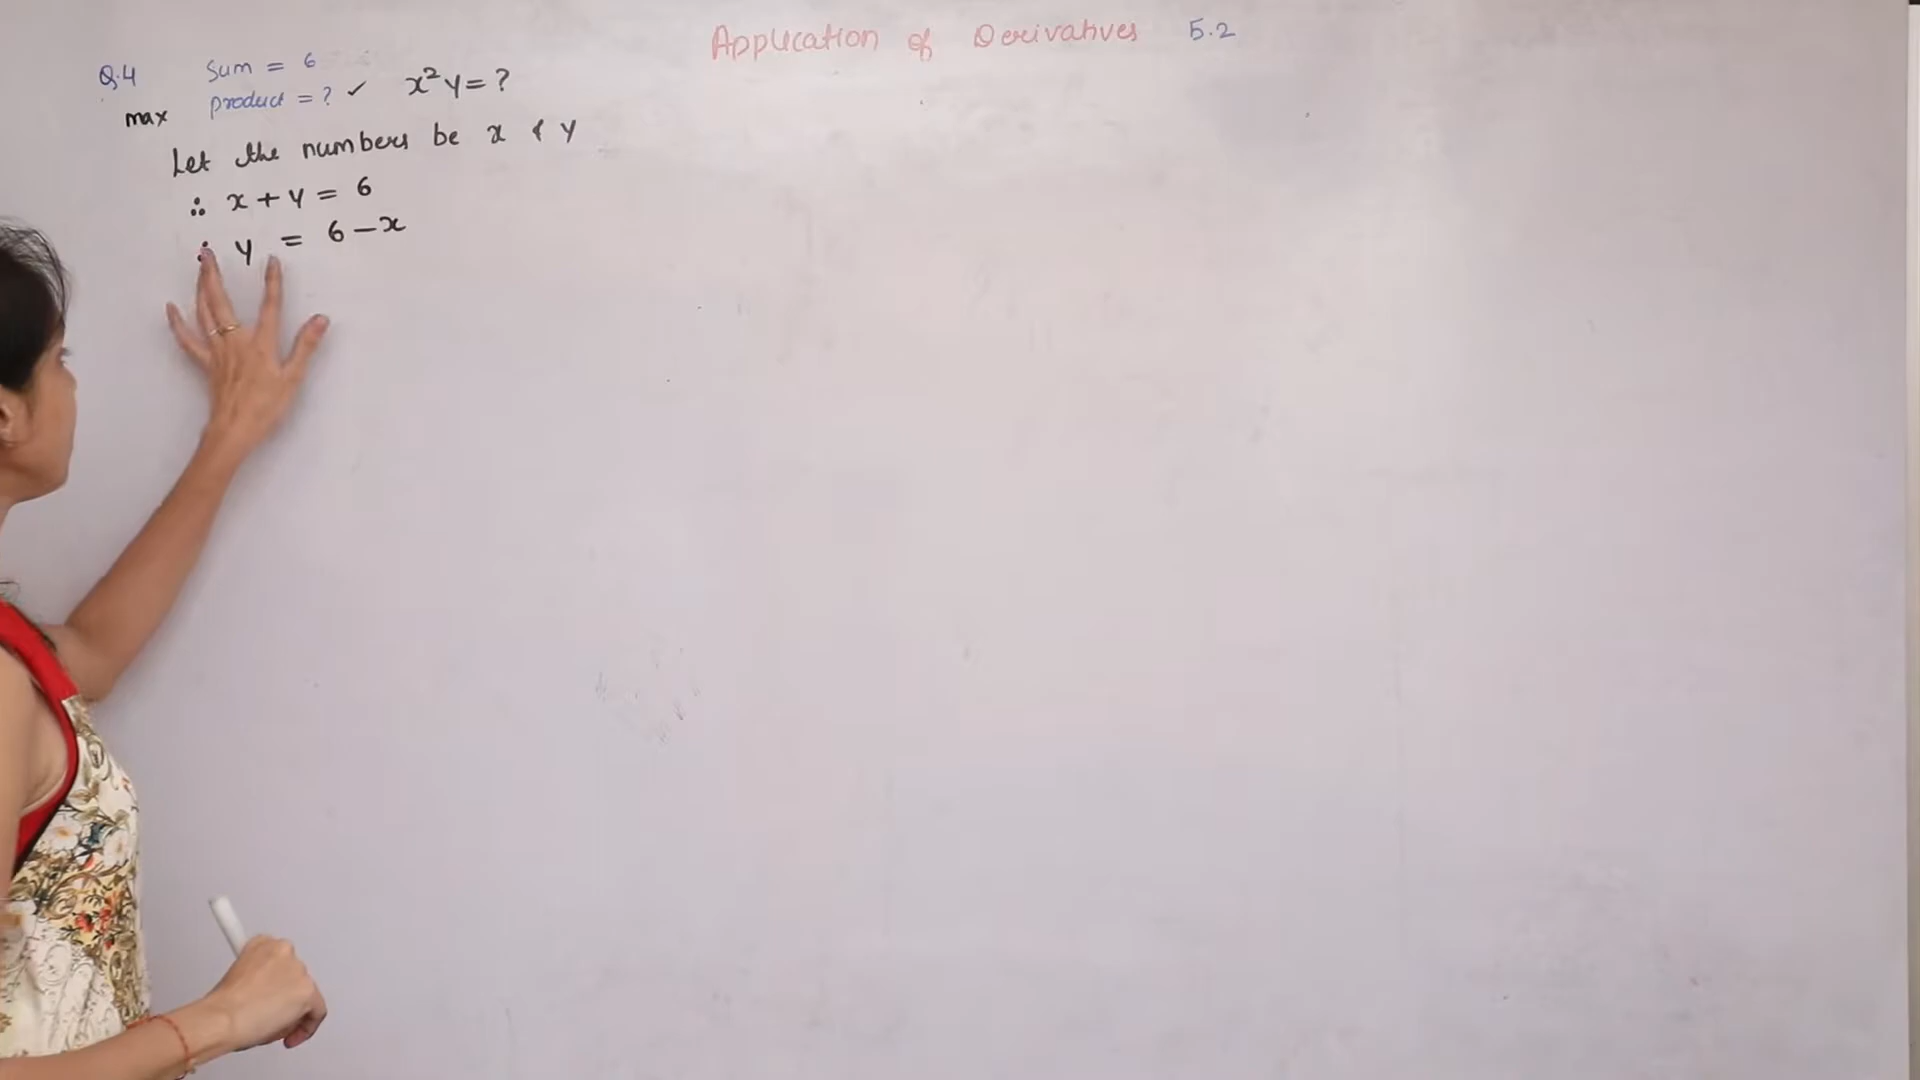 Application of Derivatives 5.2
Q.4 Sum = 6
product = ? ✓ x²y = ?
max
Let the numbers be x & y
∴ x + y = 6
∴ y = 6 - x